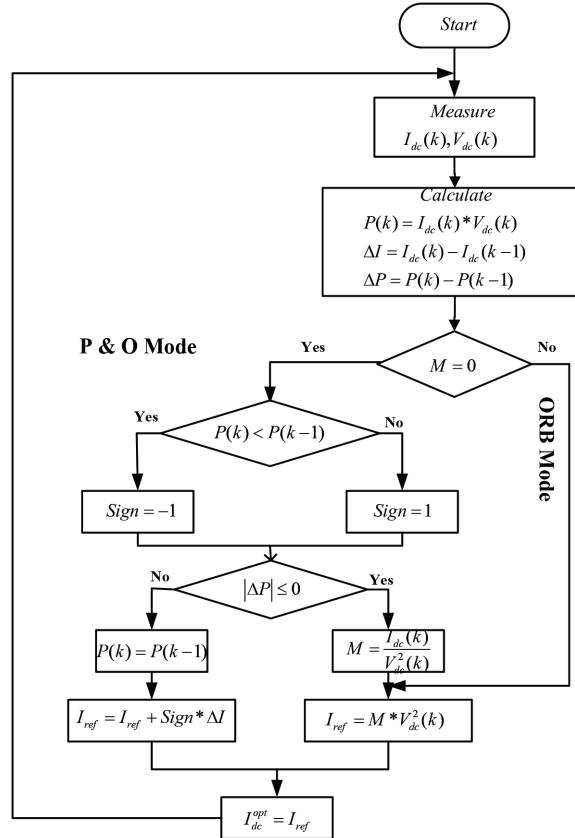 Start
Measure
I_dc(k),V_dc(k)
Calculate
P(k) = I_dc(k)*V_dc(k)
ΔI = I_dc(k) − I_dc(k−1)
ΔP = P(k) − P(k−1)
P & O Mode
Yes
M = 0
No
ORB Mode
Yes
P(k) < P(k−1)
No
Sign = −1
Sign = 1
No
|ΔP| ≤ 0
Yes
P(k) = P(k−1)
M = I_dc(k)/V_dc^2(k)
I_ref = I_ref + Sign* ΔI
I_ref = M *V_dc^2(k)
I_dc^opt = I_ref